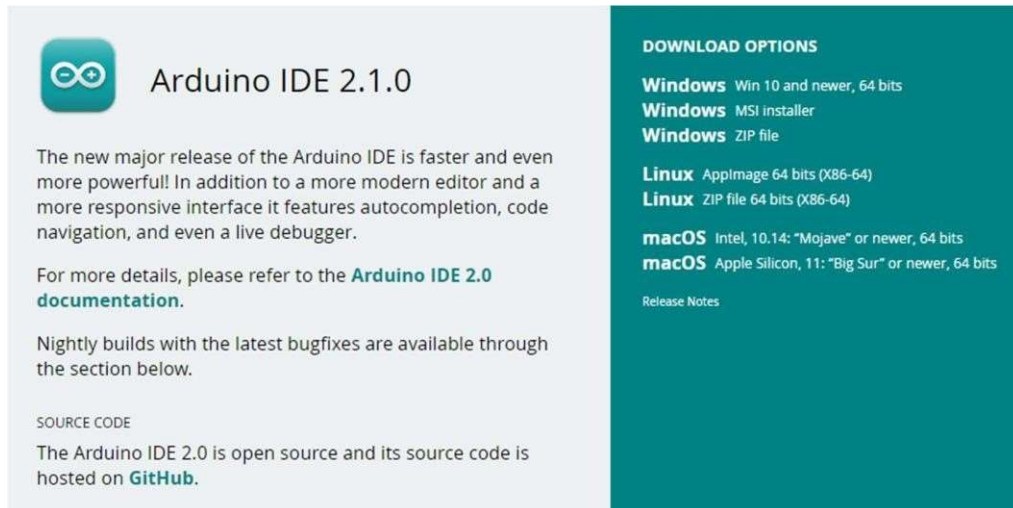 Arduino IDE 2.1.0
The new major release of the Arduino IDE is faster and even
more powerful! In addition to a more modern editor and a
more responsive interface it features autocompletion, code
navigation, and even a live debugger.
For more details, please refer to the Arduino IDE 2.0
documentation.
Nightly builds with the latest bugfixes are available through
the section below.
SOURCE CODE
The Arduino IDE 2.0 is open source and its source code is
hosted on GitHub.
DOWNLOAD OPTIONS
Windows Win 10 and newer, 64 bits
Windows MSI installer
Windows ZIP file
Linux AppImage 64 bits (X86-64)
Linux ZIP file 64 bits (X86-64)
macOS Intel, 10.14: “Mojave” or newer, 64 bits
macOS Apple Silicon, 11: “Big Sur” or newer, 64 bits
Release Notes